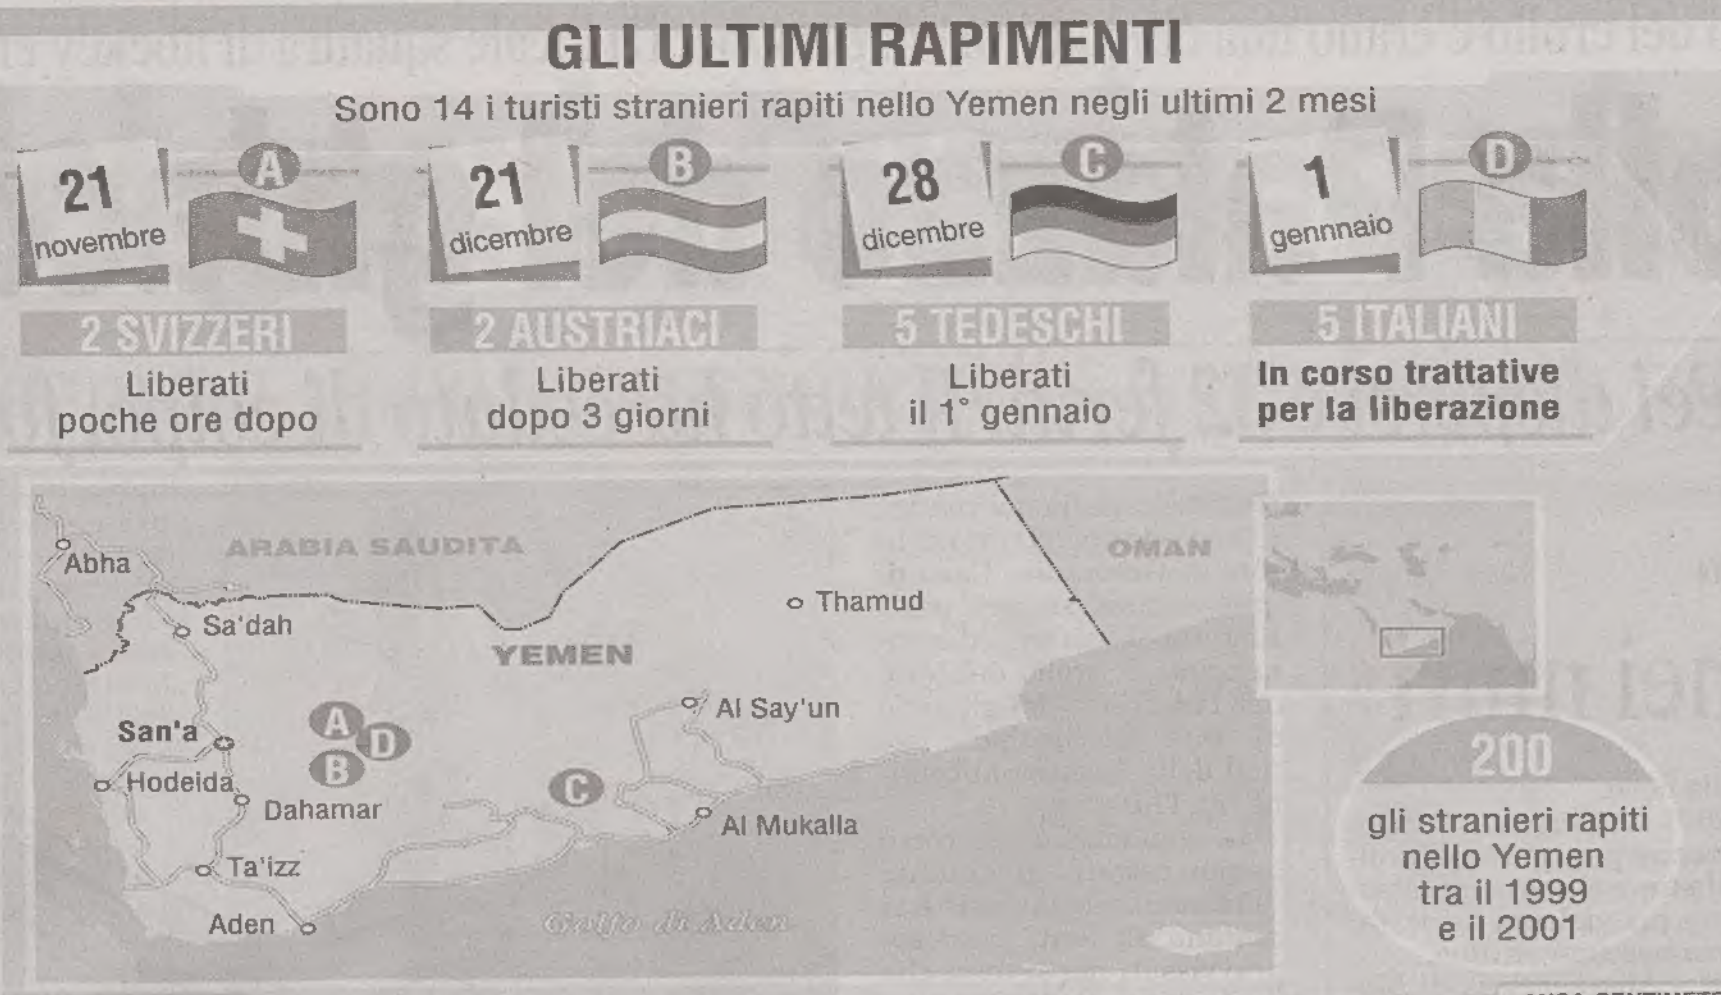 GLI ULTIMI RAPIMENTI
Sono 14 i turisti stranieri rapiti nello Yemen negli ultimi 2 mesi
21
novembre
A
2 SVIZZERI
Liberati
poche ore dopo
21
dicembre
B
2 AUSTRIACI
Liberati
dopo 3 giorni
28
dicembre
C
5 TEDESCHI
Liberati
il 1° gennaio
1
gennnaio
D
5 ITALIANI
In corso trattative
per la liberazione
ARABIA SAUDITA
OMAN
Abha
Thamud
Sa'dah
YEMEN
Al Say'un
San'a
A
D
B
C
Hodeida
Dahamar
Al Mukalla
Ta'izz
Aden
Golfo di Aden
200
gli stranieri rapiti
nello Yemen
tra il 1999
e il 2001